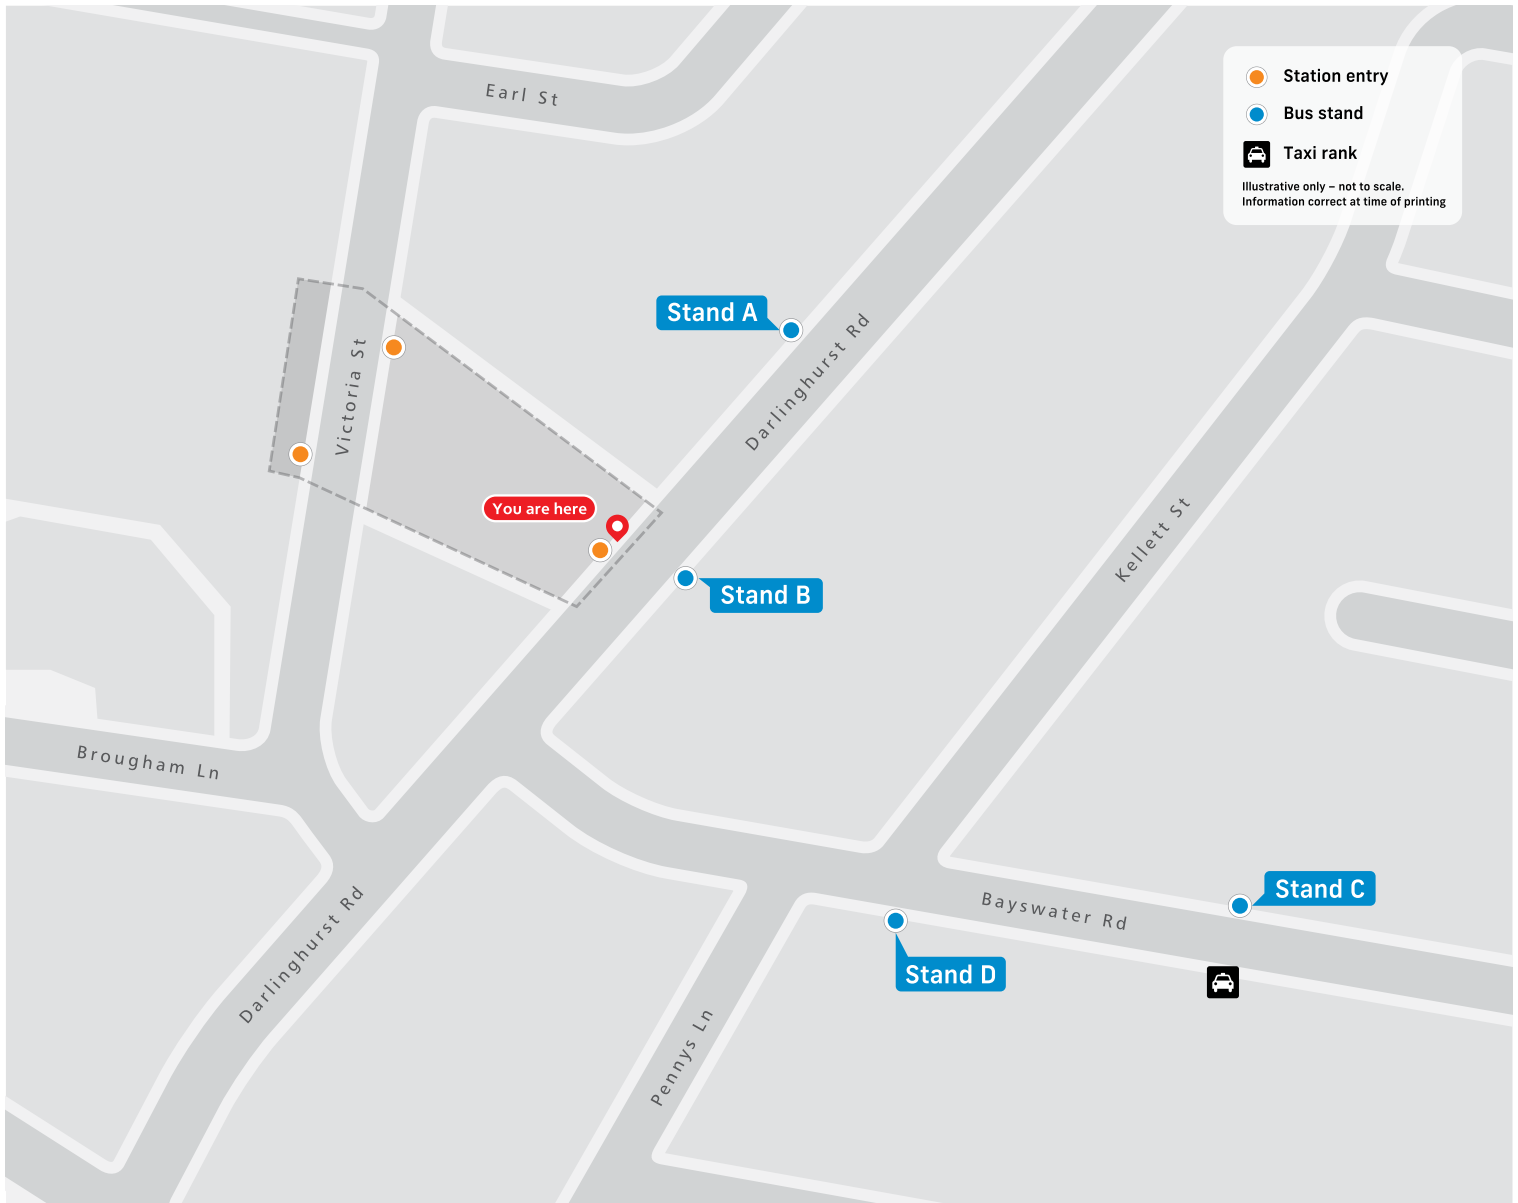 Earl St
Station entry
Bus stand
Taxi rank
Illustrative only – not to scale.
Information correct at time of printing
Stand A
Darlinghurst Rd
Victoria St
You are here
Stand B
Kellett St
Brougham Ln
Darlinghurst Rd
Bayswater Rd
Stand C
Stand D
Pennys Ln